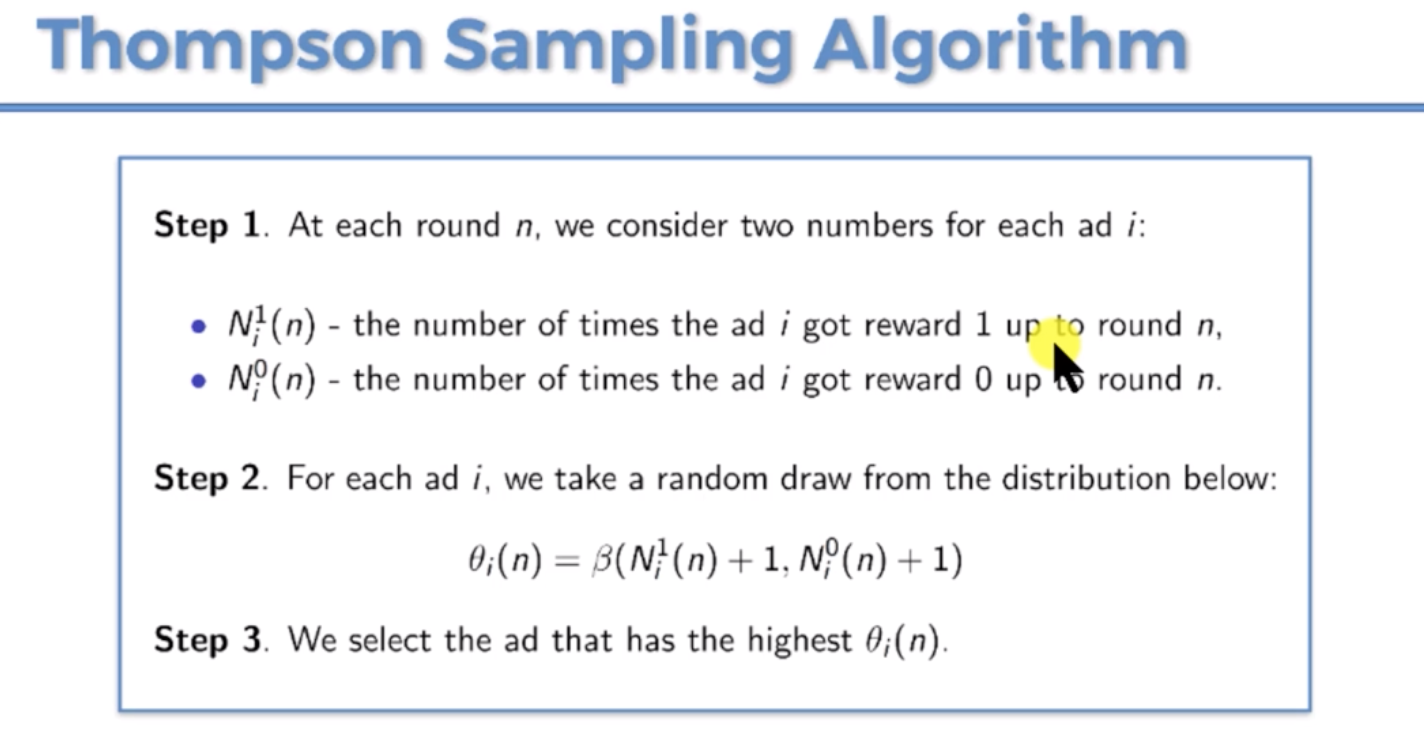 Thompson Sampling Algorithm
Step 1. At each round n, we consider two numbers for each ad i:
• N_i^1(n) - the number of times the ad i got reward 1 up to round n,
• N_i^0(n) - the number of times the ad i got reward 0 up to round n.
Step 2. For each ad i, we take a random draw from the distribution below:
θ_i(n) = β(N_i^1(n) + 1, N_i^0(n) + 1)
Step 3. We select the ad that has the highest θ_i(n).